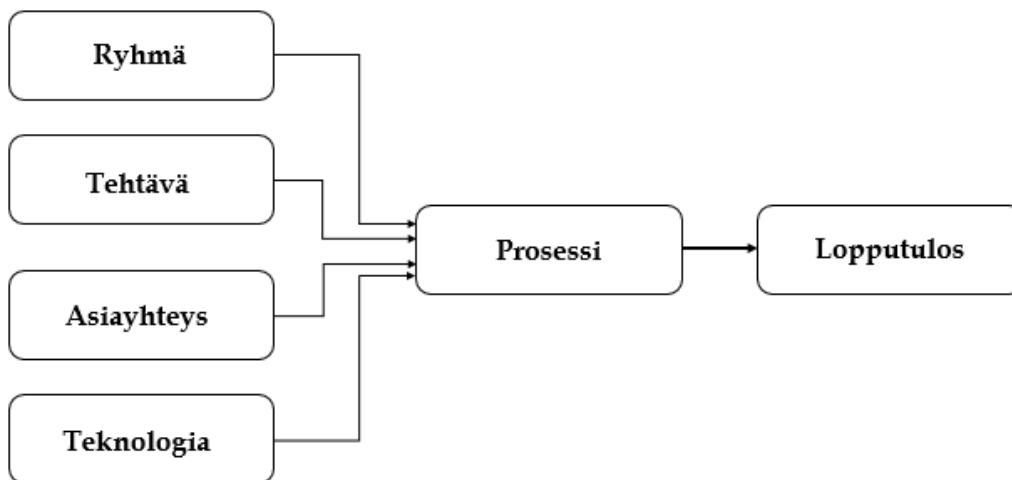 Ryhmä
Tehtävä
Asiayhteys
Teknologia
Prosessi
Lopputulos